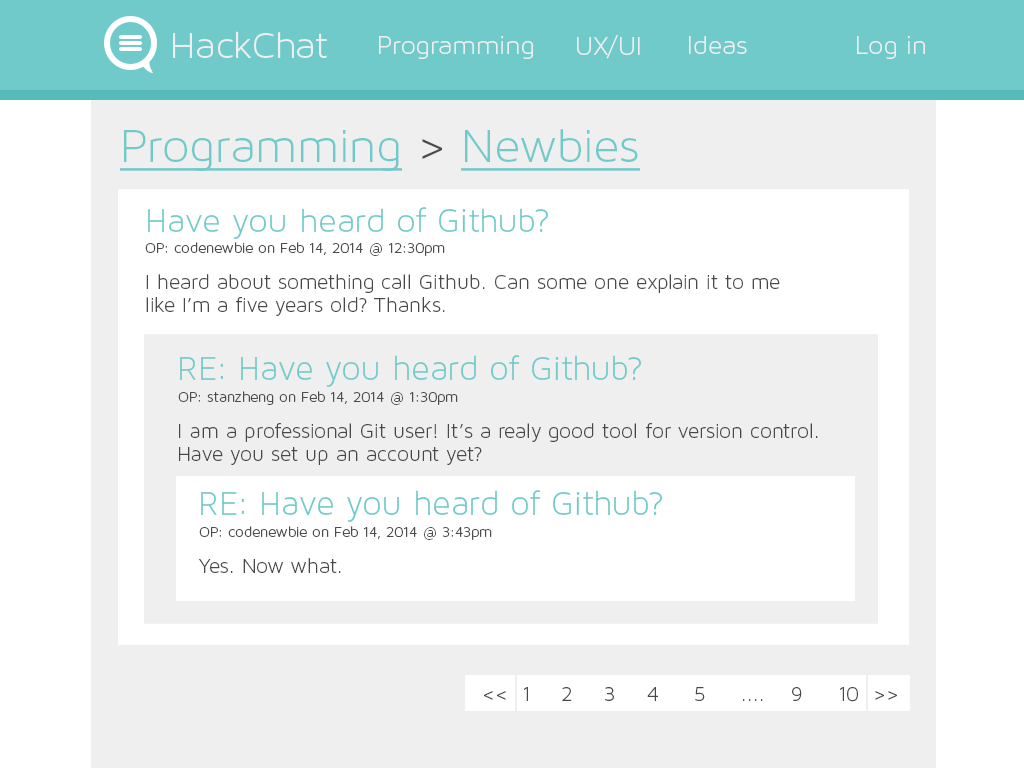 HackChat Programming UX/UI Ideas Log in
Programming > Newbies
Have you heard of Github?
OP: codenewbie on Feb 14, 2014 @ 12:30pm
I heard about something call Github. Can some one explain it to me
like I’m a five years old? Thanks.
RE: Have you heard of Github?
OP: stanzheng on Feb 14, 2014 @ 1:30pm
I am a professional Git user! It’s a realy good tool for version control.
Have you set up an account yet?
RE: Have you heard of Github?
OP: codenewbie on Feb 14, 2014 @ 3:43pm
Yes. Now what.
<< 1 2 3 4 5 .... 9 10 >>